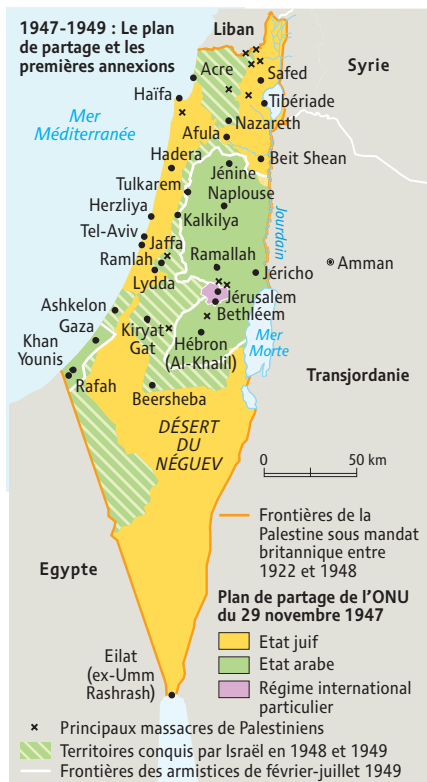 1947-1949 : Le plan
de partage et les
premières annexions
Liban
Syrie
Acre
Safed
Mer
Méditerranée
Haïfa
Tibériade
Nazareth
Afula
Hadera
Beit Shean
Jénine
Tulkarem
Naplouse
Herzliya
Kalkilya
Jourdain
Tel-Aviv
Jaffa
Ramallah
Amman
Ramlah
Jéricho
Lydda
Jérusalem
Ashkelon
Bethléem
Gaza
Kiryat
Gat
Mer
Morte
Khan
Younis
Hébron
(Al-Khalil)
Rafah
Transjordanie
Beersheba
DÉSERT
DU
NÉGUEV
0 50 km
Egypte
Frontières de la
Palestine sous mandat
britannique entre
1922 et 1948
Plan de partage de l’ONU
du 29 novembre 1947
Etat juif
Etat arabe
Régime international
particulier
Eilat
(ex-Umm
Rashrash)
Principaux massacres de Palestiniens
Territoires conquis par Israël en 1948 et 1949
Frontières des armistices de février-juillet 1949